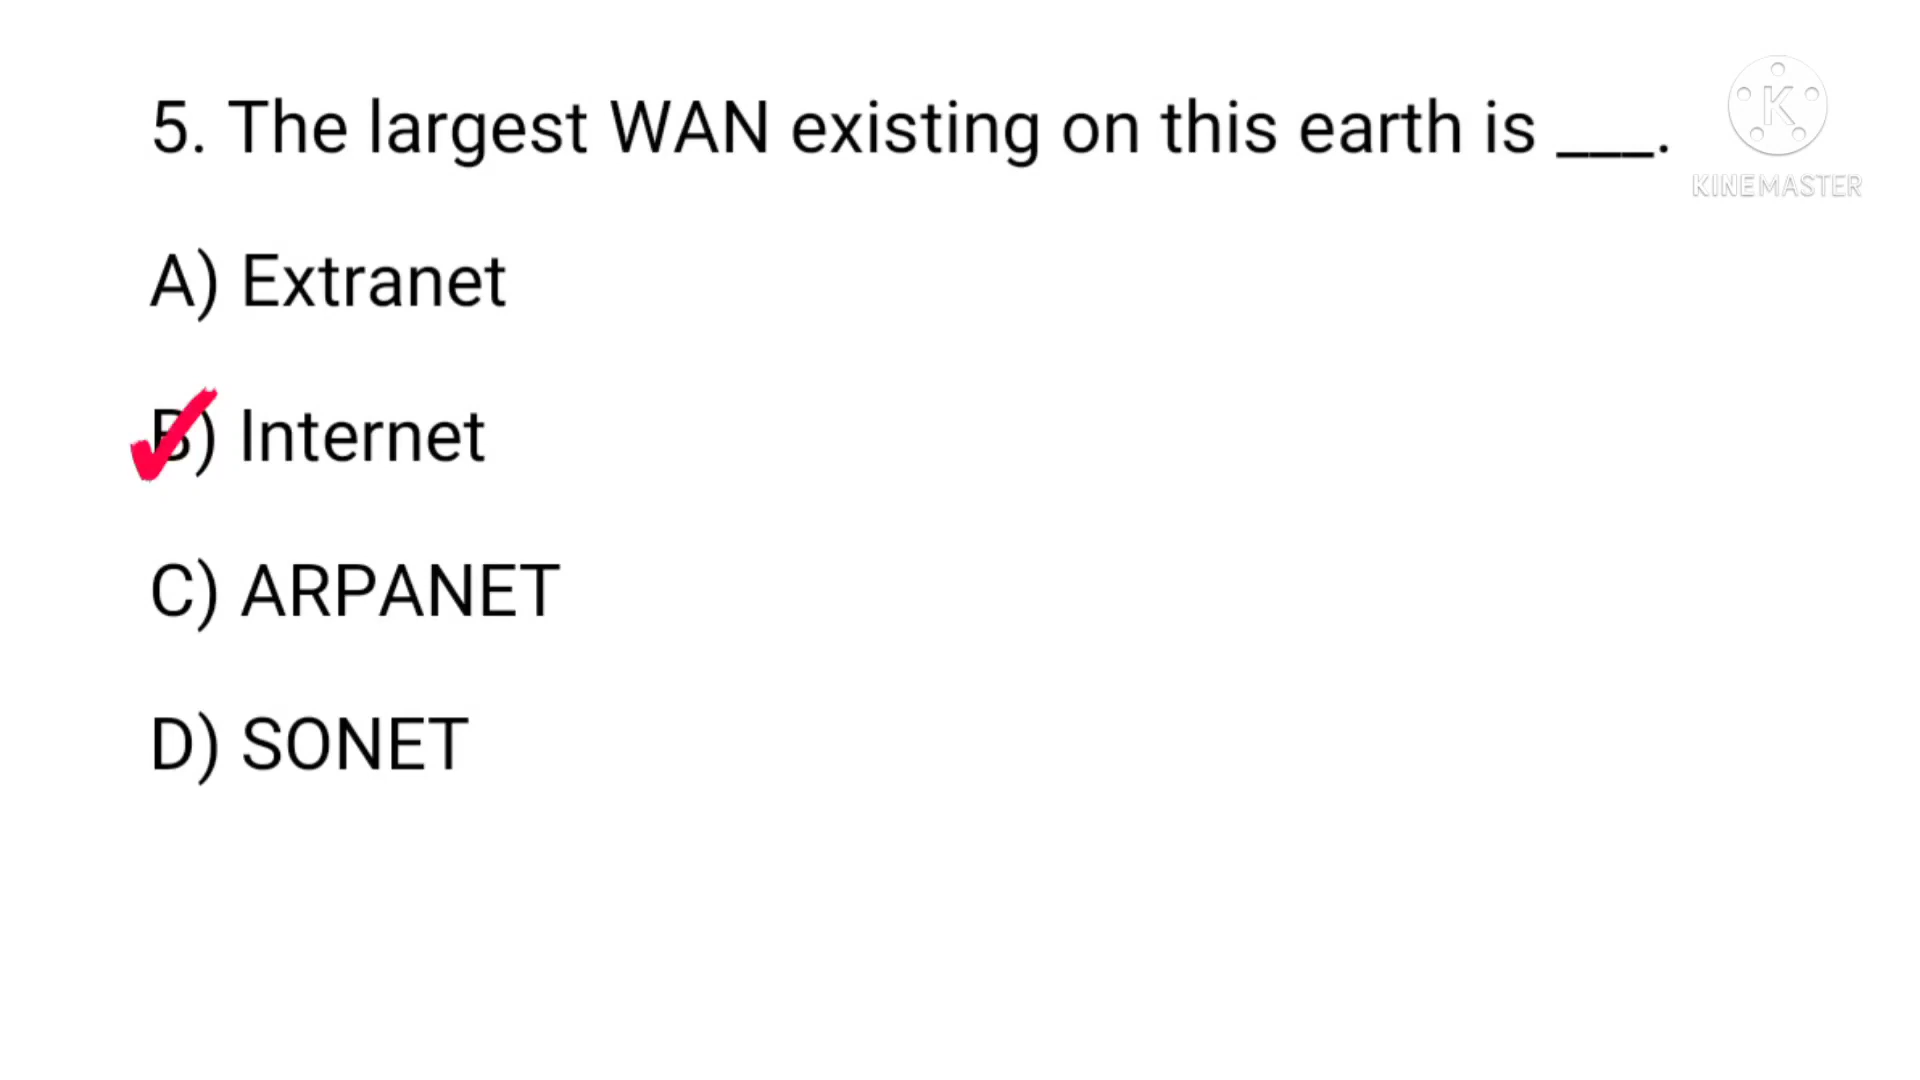 5. The largest WAN existing on this earth is ___.
K
KINEMASTER
A) Extranet
B) Internet
C) ARPANET
D) SONET